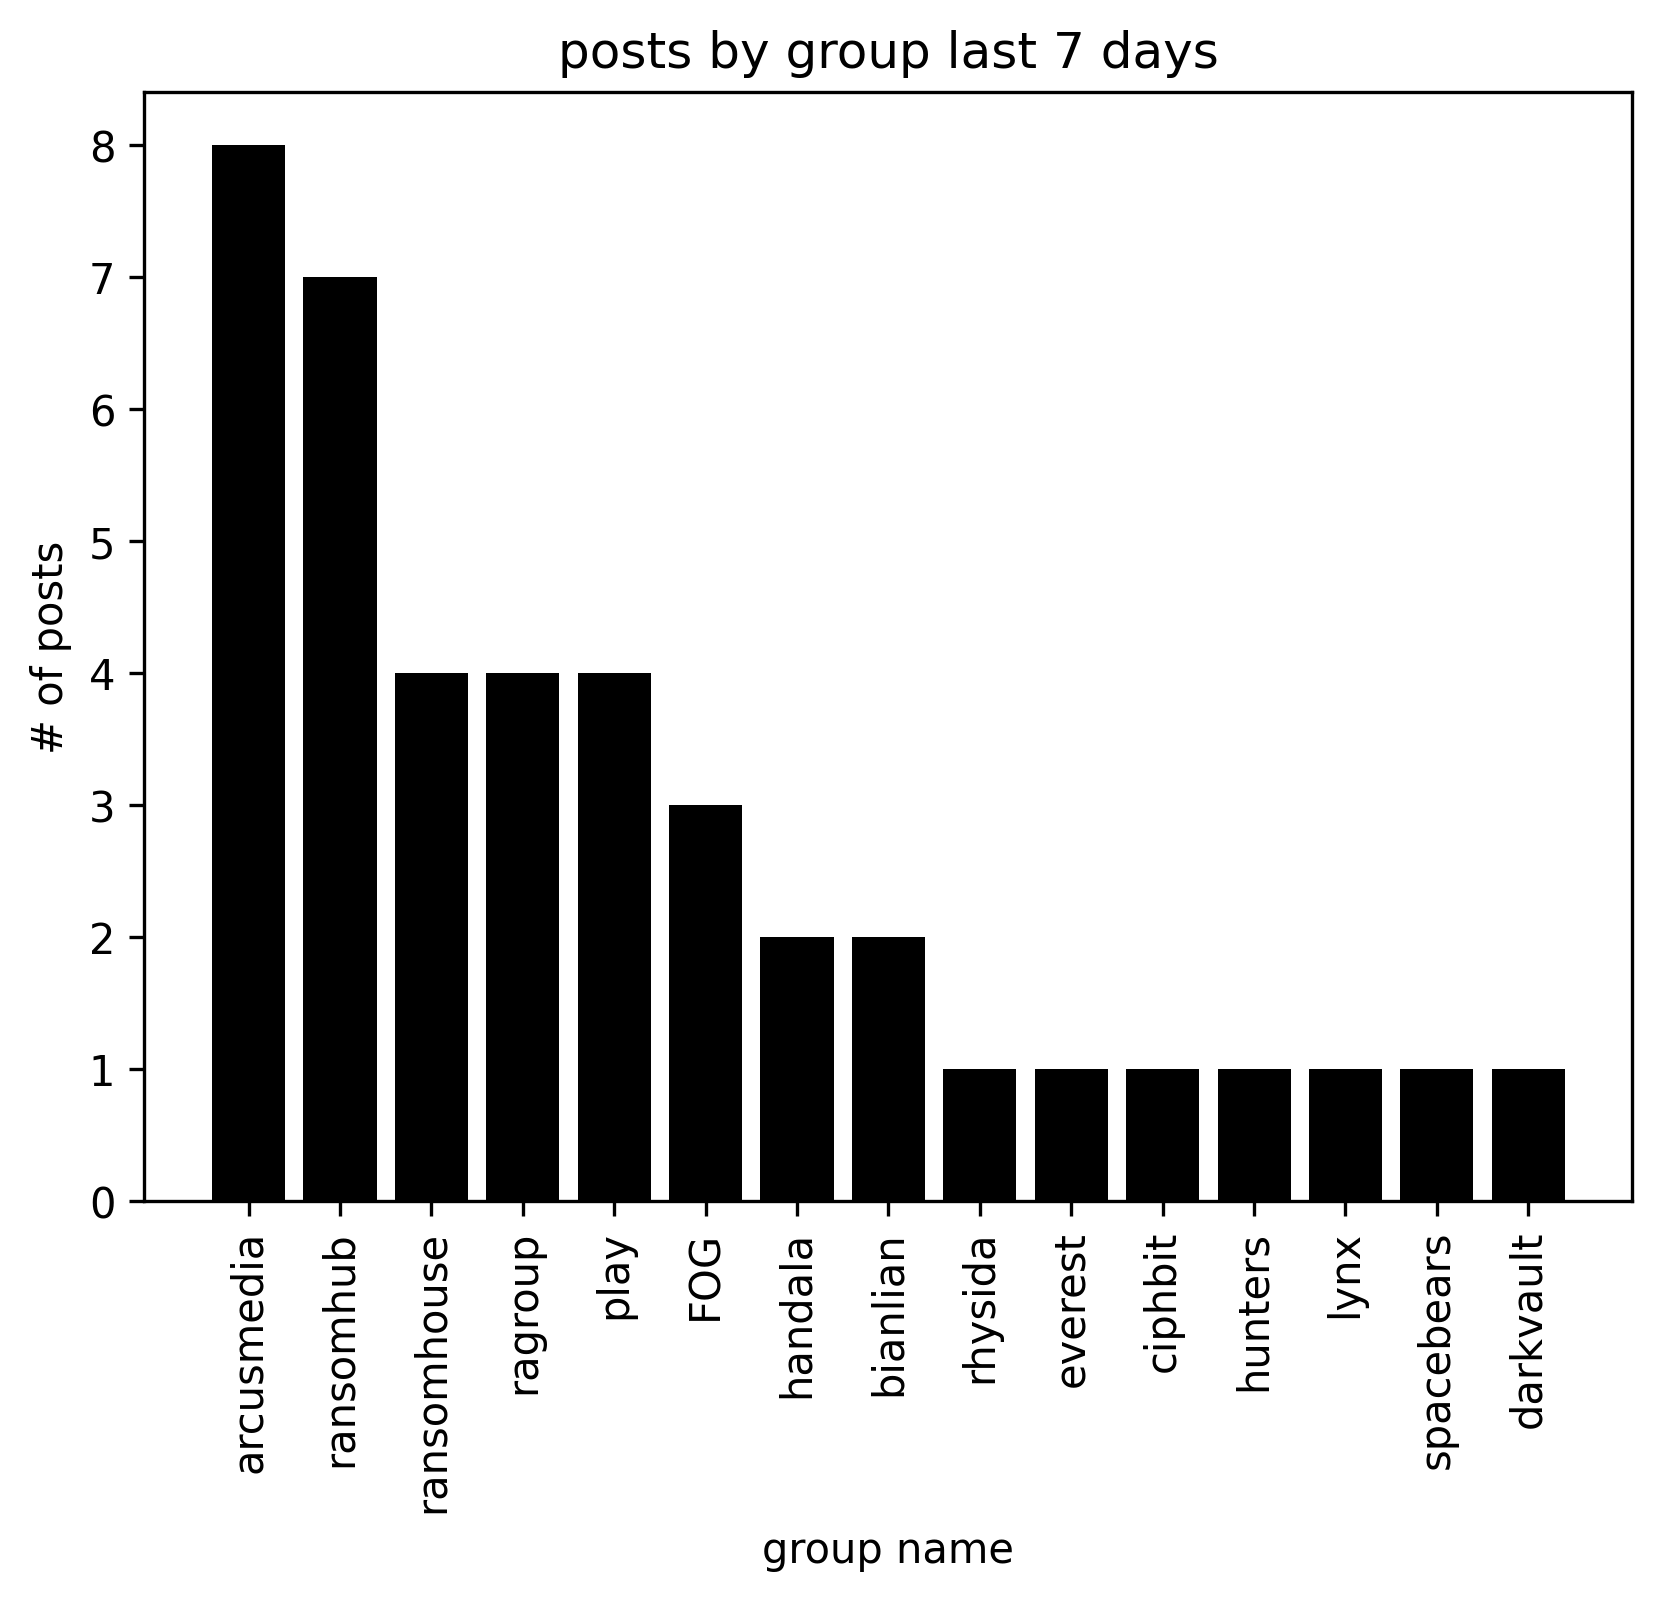 posts by group last 7 days
# of posts
8
7
6
5
4
3
2
1
0
arcusmedia
ransomhub
ransomhouse
ragroup
play
FOG
handala
bianlian
rhysida
everest
ciphbit
hunters
lynx
spacebears
darkvault
group name